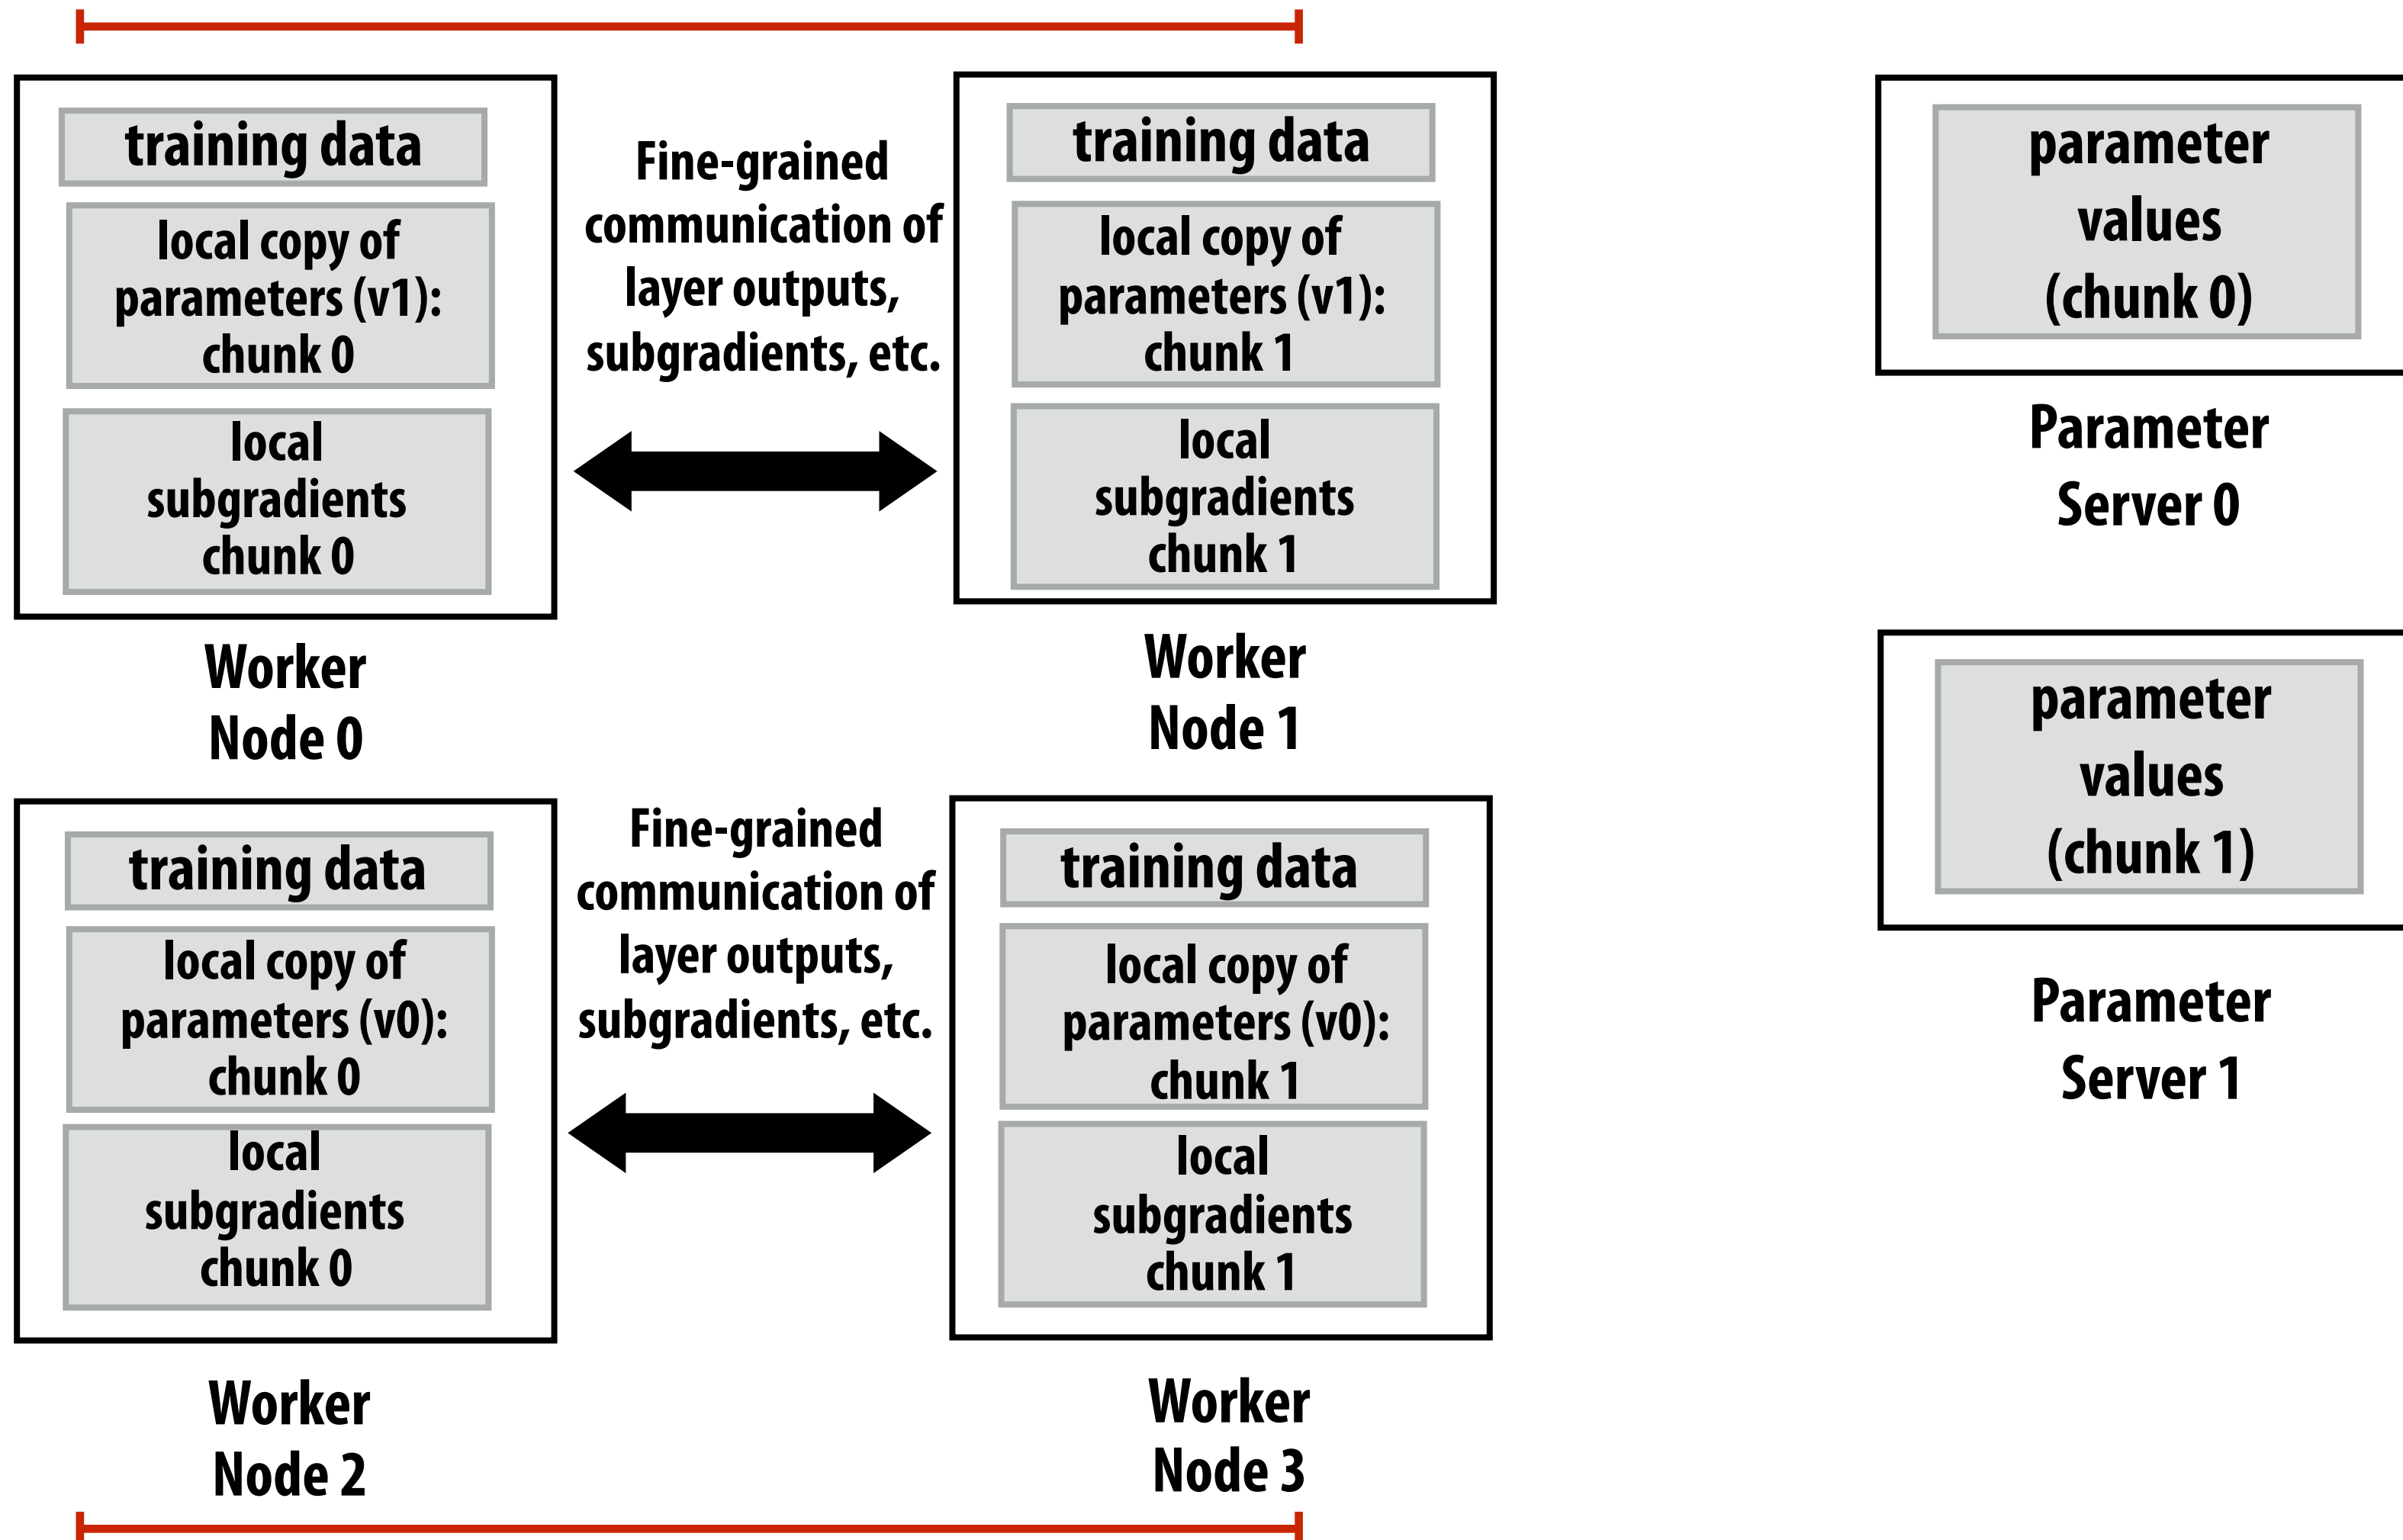 training data
local copy of
parameters (v1):
chunk 0
local
subgradients
chunk 0
Worker
Node 0
Fine-grained
communication of
layer outputs,
subgradients, etc.
training data
local copy of
parameters (v1):
chunk 1
local
subgradients
chunk 1
Worker
Node 1
parameter
values
(chunk 0)
Parameter
Server 0
training data
local copy of
parameters (v0):
chunk 0
local
subgradients
chunk 0
Worker
Node 2
Fine-grained
communication of
layer outputs,
subgradients, etc.
training data
local copy of
parameters (v0):
chunk 1
local
subgradients
chunk 1
Worker
Node 3
parameter
values
(chunk 1)
Parameter
Server 1